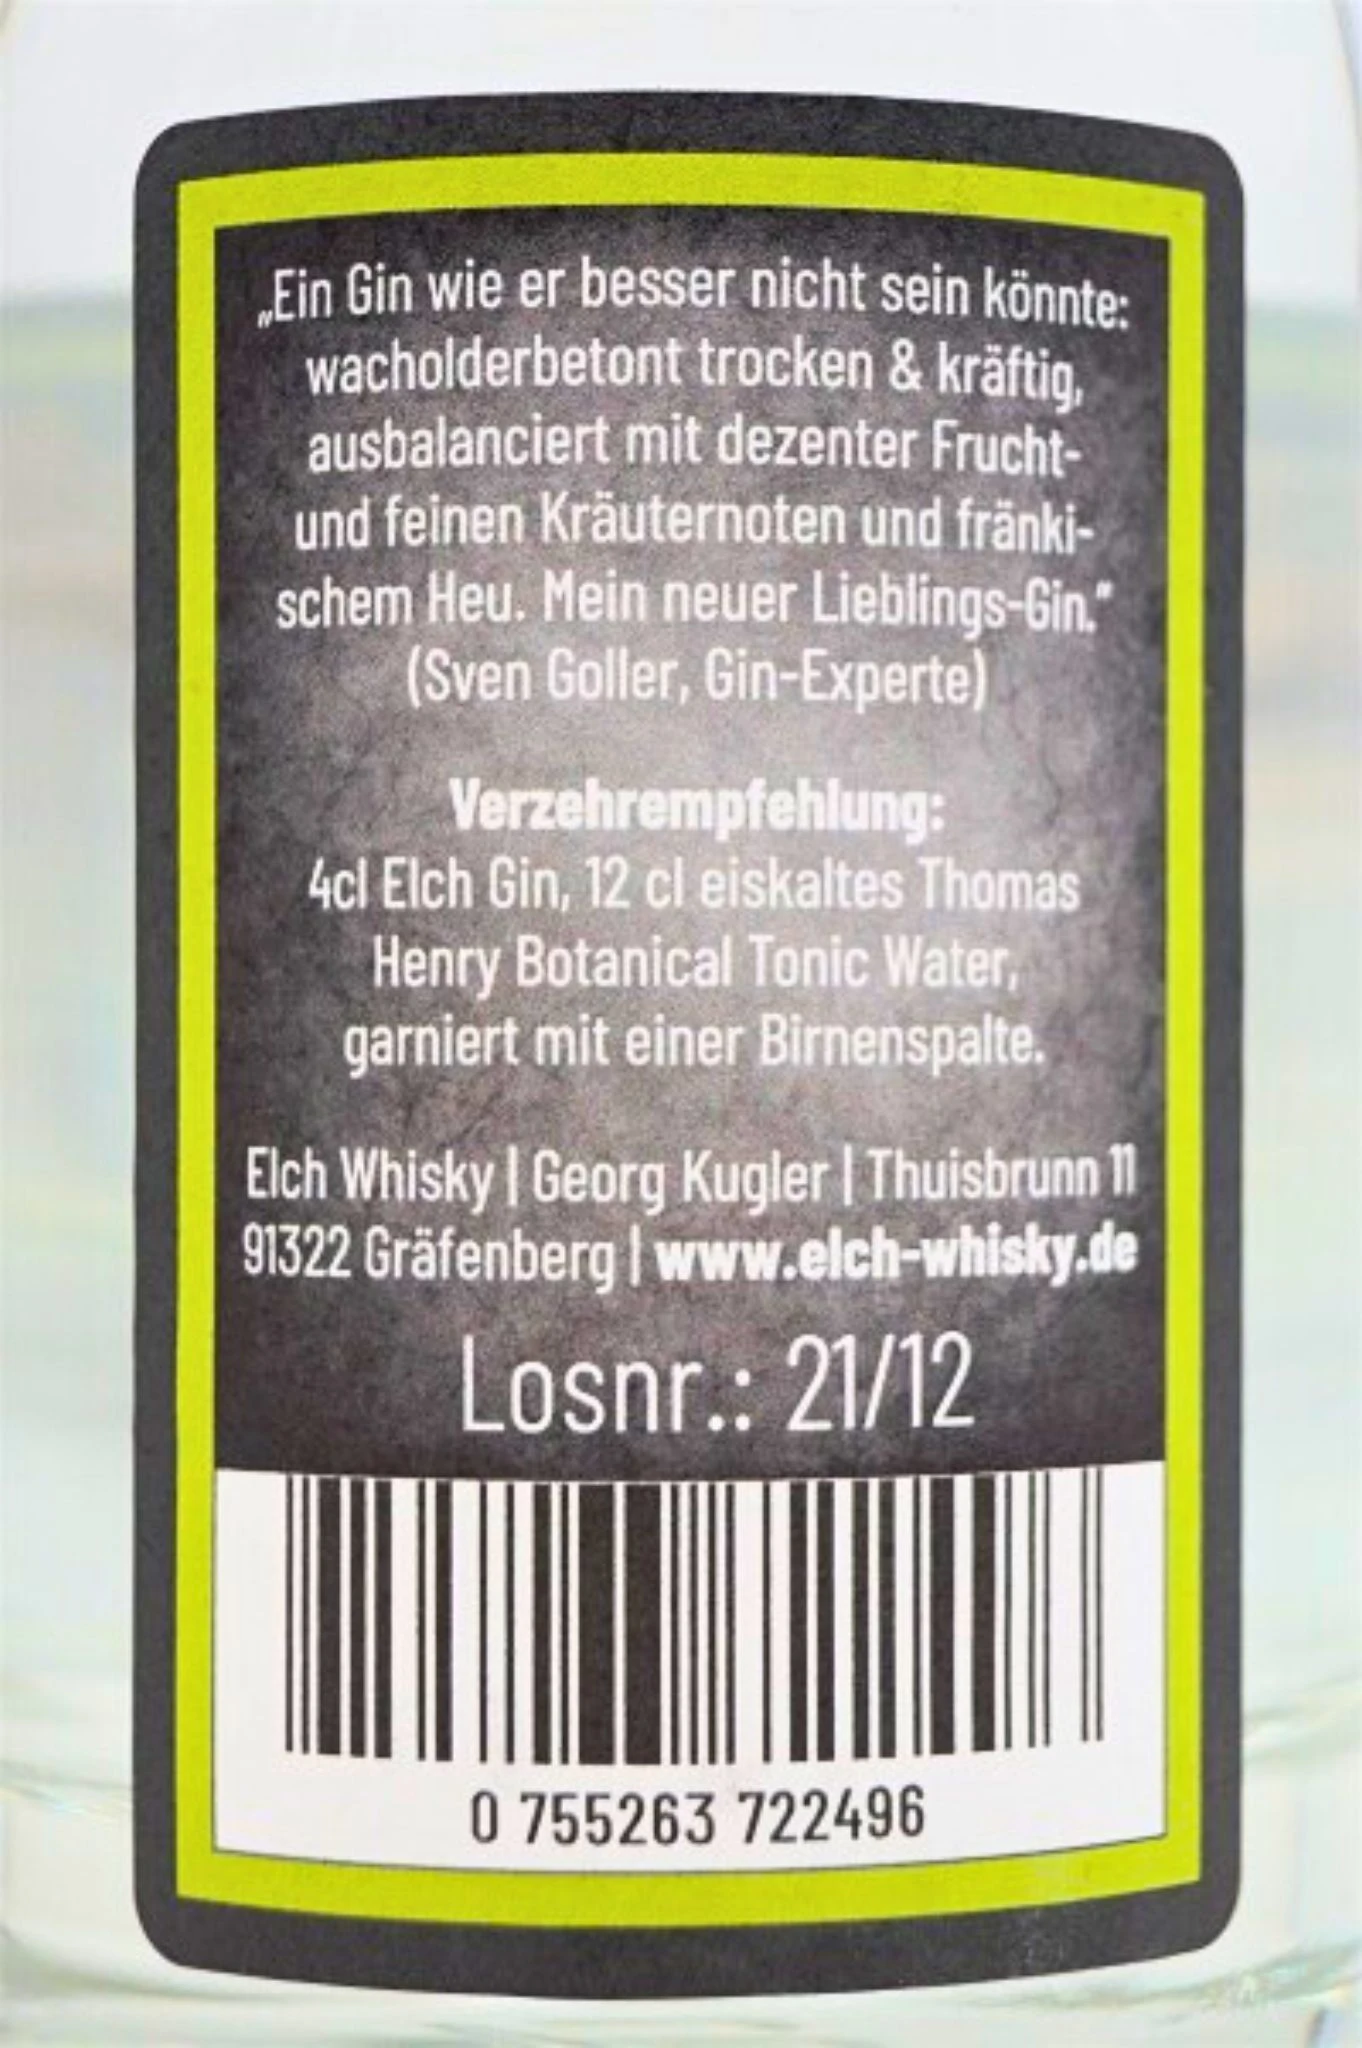 „Ein Gin wie er besser nicht sein könnte:
wacholderbetont trocken & kräftig,
ausbalanciert mit dezenter Frucht-
und feinen Kräuternoten und fränki-
schem Heu. Mein neuer Lieblings-Gin.“
(Sven Goller, Gin-Experte)
Verzehrempfehlung:
4cl Elch Gin, 12 cl eiskaltes Thomas
Henry Botanical Tonic Water,
garniert mit einer Birnenspalte.
Elch Whisky | Georg Kugler | Thuisbrunn 11
91322 Gräfenberg | www.elch-whisky.de
Losnr.: 21/12
0 755263 722496